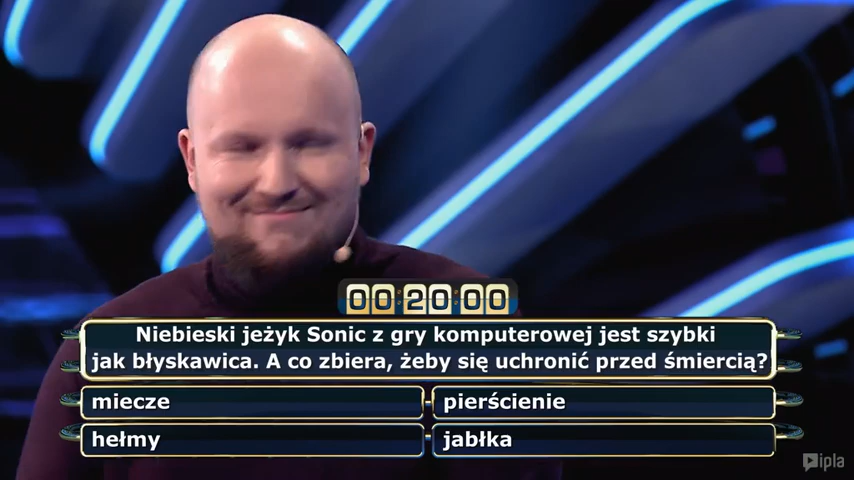 00:20:00
Niebieski jeżyk Sonic z gry komputerowej jest szybki
jak błyskawica. A co zbiera, żeby się uchronić przed śmiercią?
miecze
pierścienie
hełmy
jabłka
ipla